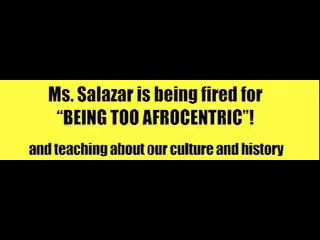 Ms. Salazar is being fired for
“BEING TOO AFROCENTRIC”!
and teaching about our culture and history